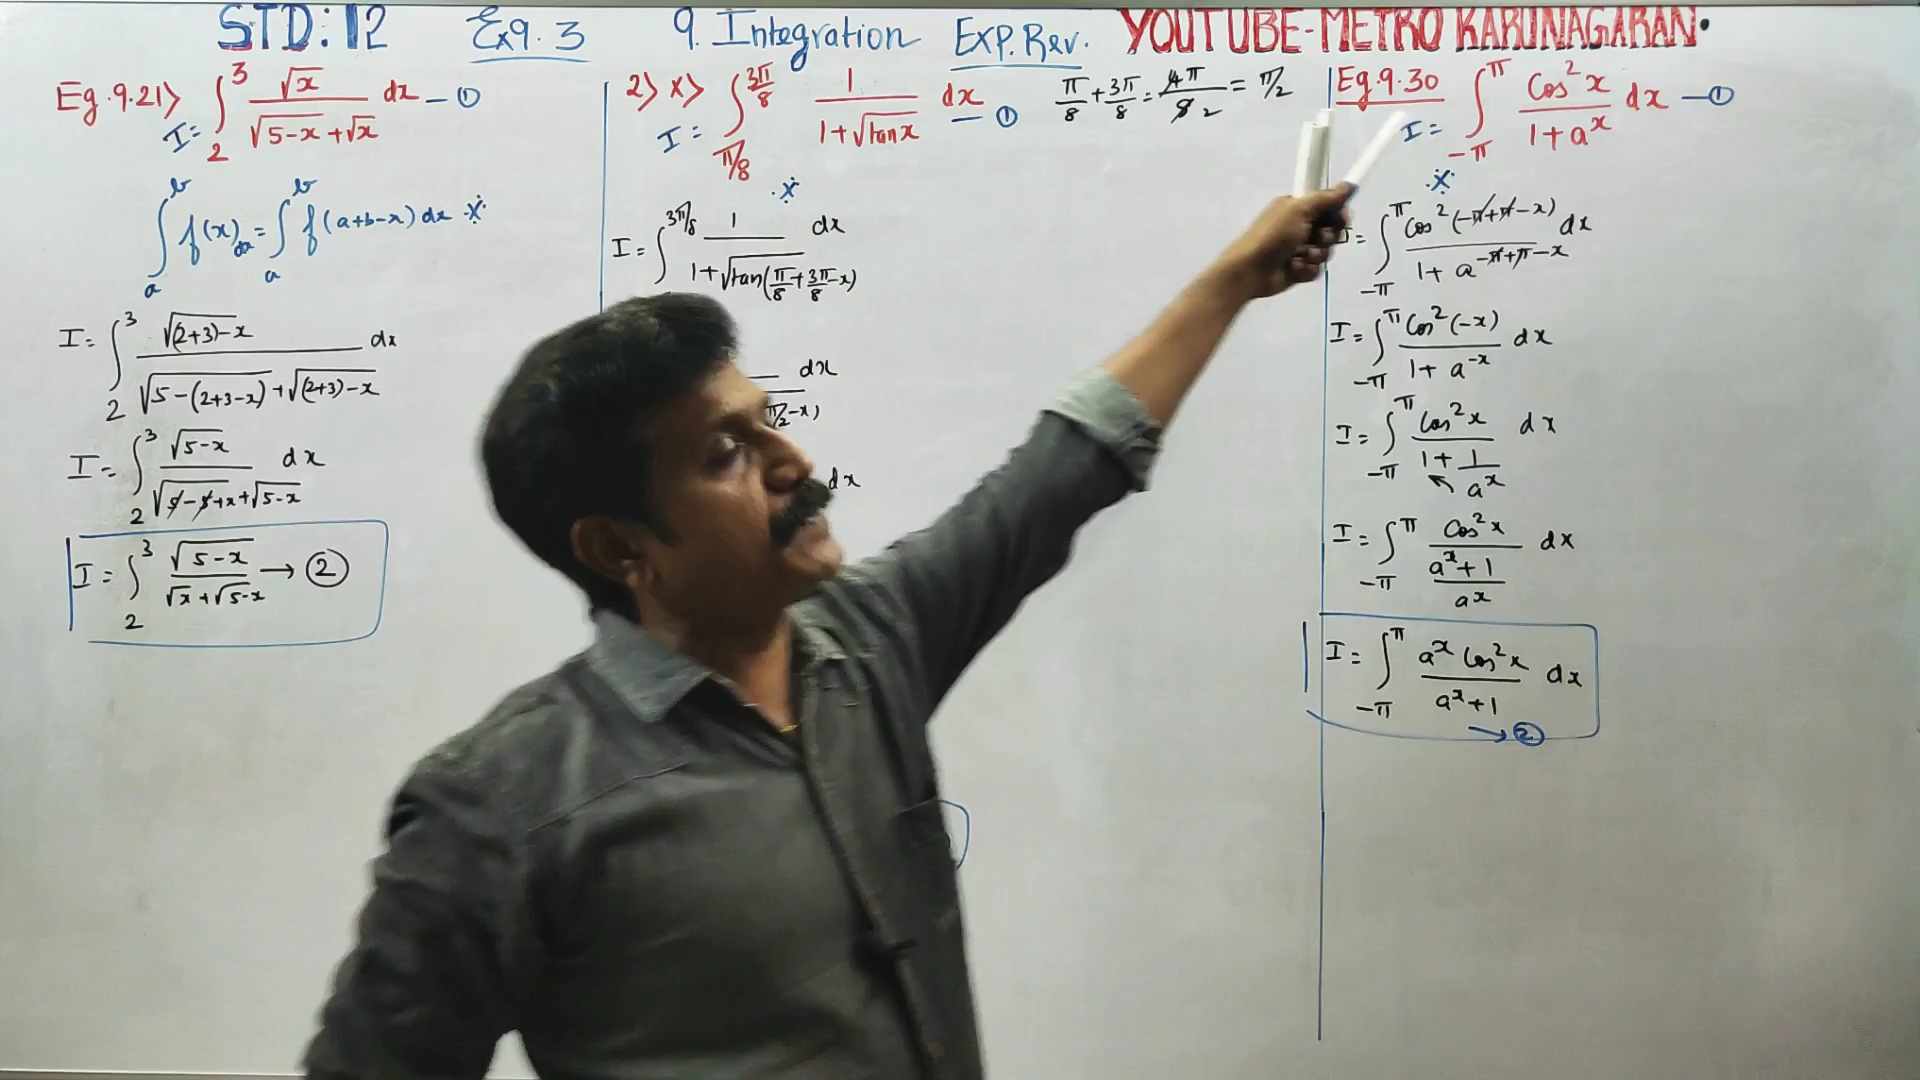 STD: 12 Ex 9.3 9. Integration Exp. Rev. YOUTUBE-METRO KARUNAGARAN.
Eg.9.21> I = ∫₂³ √x / (√(5-x) + √x) dx — ①
∫ₐᵇ f(x) dx = ∫ₐᵇ f(a+b-x) dx
I = ∫₂³ √((2+3)-x) / (√(5-(2+3-x)) + √((2+3)-x)) dx
I = ∫₂³ √(5-x) / (√(5-5+x) + √(5-x)) dx
I = ∫₂³ √(5-x) / (√x + √(5-x)) → ②
2) x) I = ∫_{π/8}^{3π/8} 1 / (1+√tan x) dx — ①
π/8 + 3π/8 = 4π/8 2 = π/2
I = ∫^{3π/8} 1 / (1+√tan(π/8 + 3π/8 - x)) dx
dx
π/2 - x)
dx
Eg.9.30 I = ∫_{-π}^{π} cos²x / (1+aˣ) dx — ①
I = ∫_{-π}^{π} cos²(-π+π-x) / (1+a^{-π+π-x}) dx
I = ∫_{-π}^{π} cos²(-x) / (1+a^{-x}) dx
I = ∫_{-π}^{π} cos²x / (1 + 1/aˣ) dx
I = ∫_{-π}^{π} cos²x / ((aˣ+1)/aˣ) dx
I = ∫_{-π}^{π} aˣ cos²x / (aˣ+1) dx
→ ②